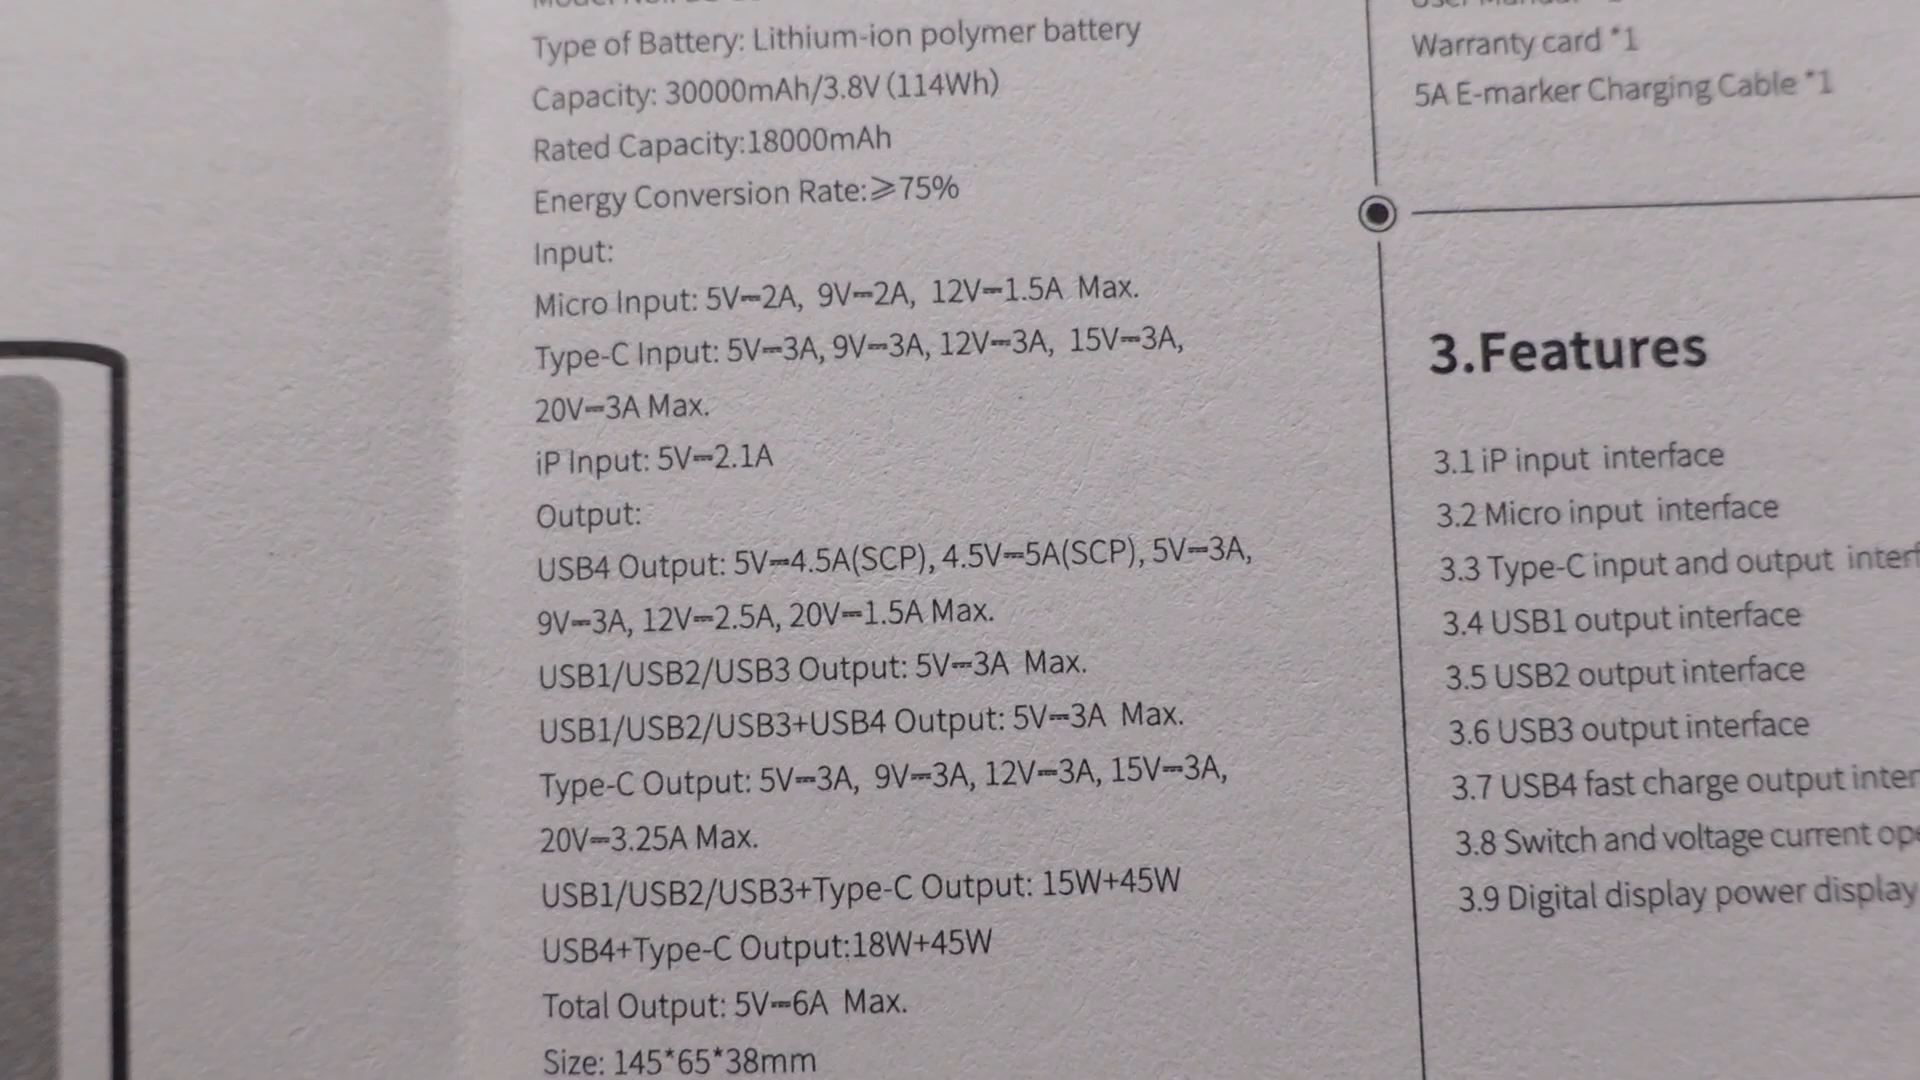 Type of Battery: Lithium-ion polymer battery
Capacity: 30000mAh/3.8V (114Wh)
Rated Capacity:18000mAh
Energy Conversion Rate:⩾75%
Input:
Micro Input: 5V⎓2A, 9V⎓2A, 12V⎓1.5A Max.
Type-C Input: 5V⎓3A, 9V⎓3A, 12V⎓3A, 15V⎓3A,
20V⎓3A Max.
iP Input: 5V⎓2.1A
Output:
USB4 Output: 5V⎓4.5A(SCP), 4.5V⎓5A(SCP), 5V⎓3A,
9V⎓3A, 12V⎓2.5A, 20V⎓1.5A Max.
USB1/USB2/USB3 Output: 5V⎓3A Max.
USB1/USB2/USB3+USB4 Output: 5V⎓3A Max.
Type-C Output: 5V⎓3A, 9V⎓3A, 12V⎓3A, 15V⎓3A,
20V⎓3.25A Max.
USB1/USB2/USB3+Type-C Output: 15W+45W
USB4+Type-C Output:18W+45W
Total Output: 5V⎓6A Max.
Size: 145*65*38mm
Warranty card *1
5A E-marker Charging Cable *1
3.Features
3.1 iP input interface
3.2 Micro input interface
3.3 Type-C input and output interf
3.4 USB1 output interface
3.5 USB2 output interface
3.6 USB3 output interface
3.7 USB4 fast charge output inter
3.8 Switch and voltage current ope
3.9 Digital display power display